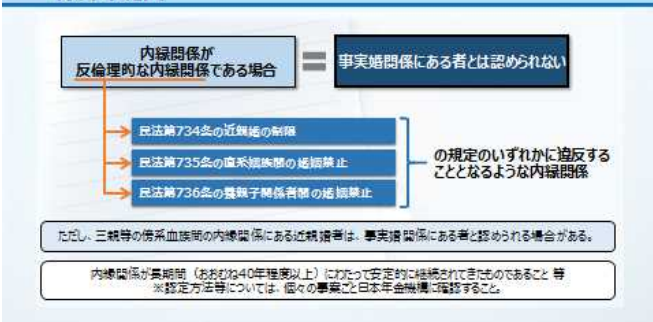 内縁関係が
反倫理的な内縁関係である場合
＝
事実婚関係にある者とは認められない
民法第734条の近親婚の制限
民法第735条の直系姻族間の婚姻禁止
民法第736条の養親子関係者間の婚姻禁止
の規定のいずれかに違反する
こととなるような内縁関係
ただし、三親等の傍系血族間の内縁関係にある近親婚者は、事実婚関係にある者と認められる場合がある。
内縁関係が長期間（おおむね40年程度以上）にわたって安定的に継続されてきたものであること 等
※認定方法等については、個々の事案ごと日本年金機構に確認すること。